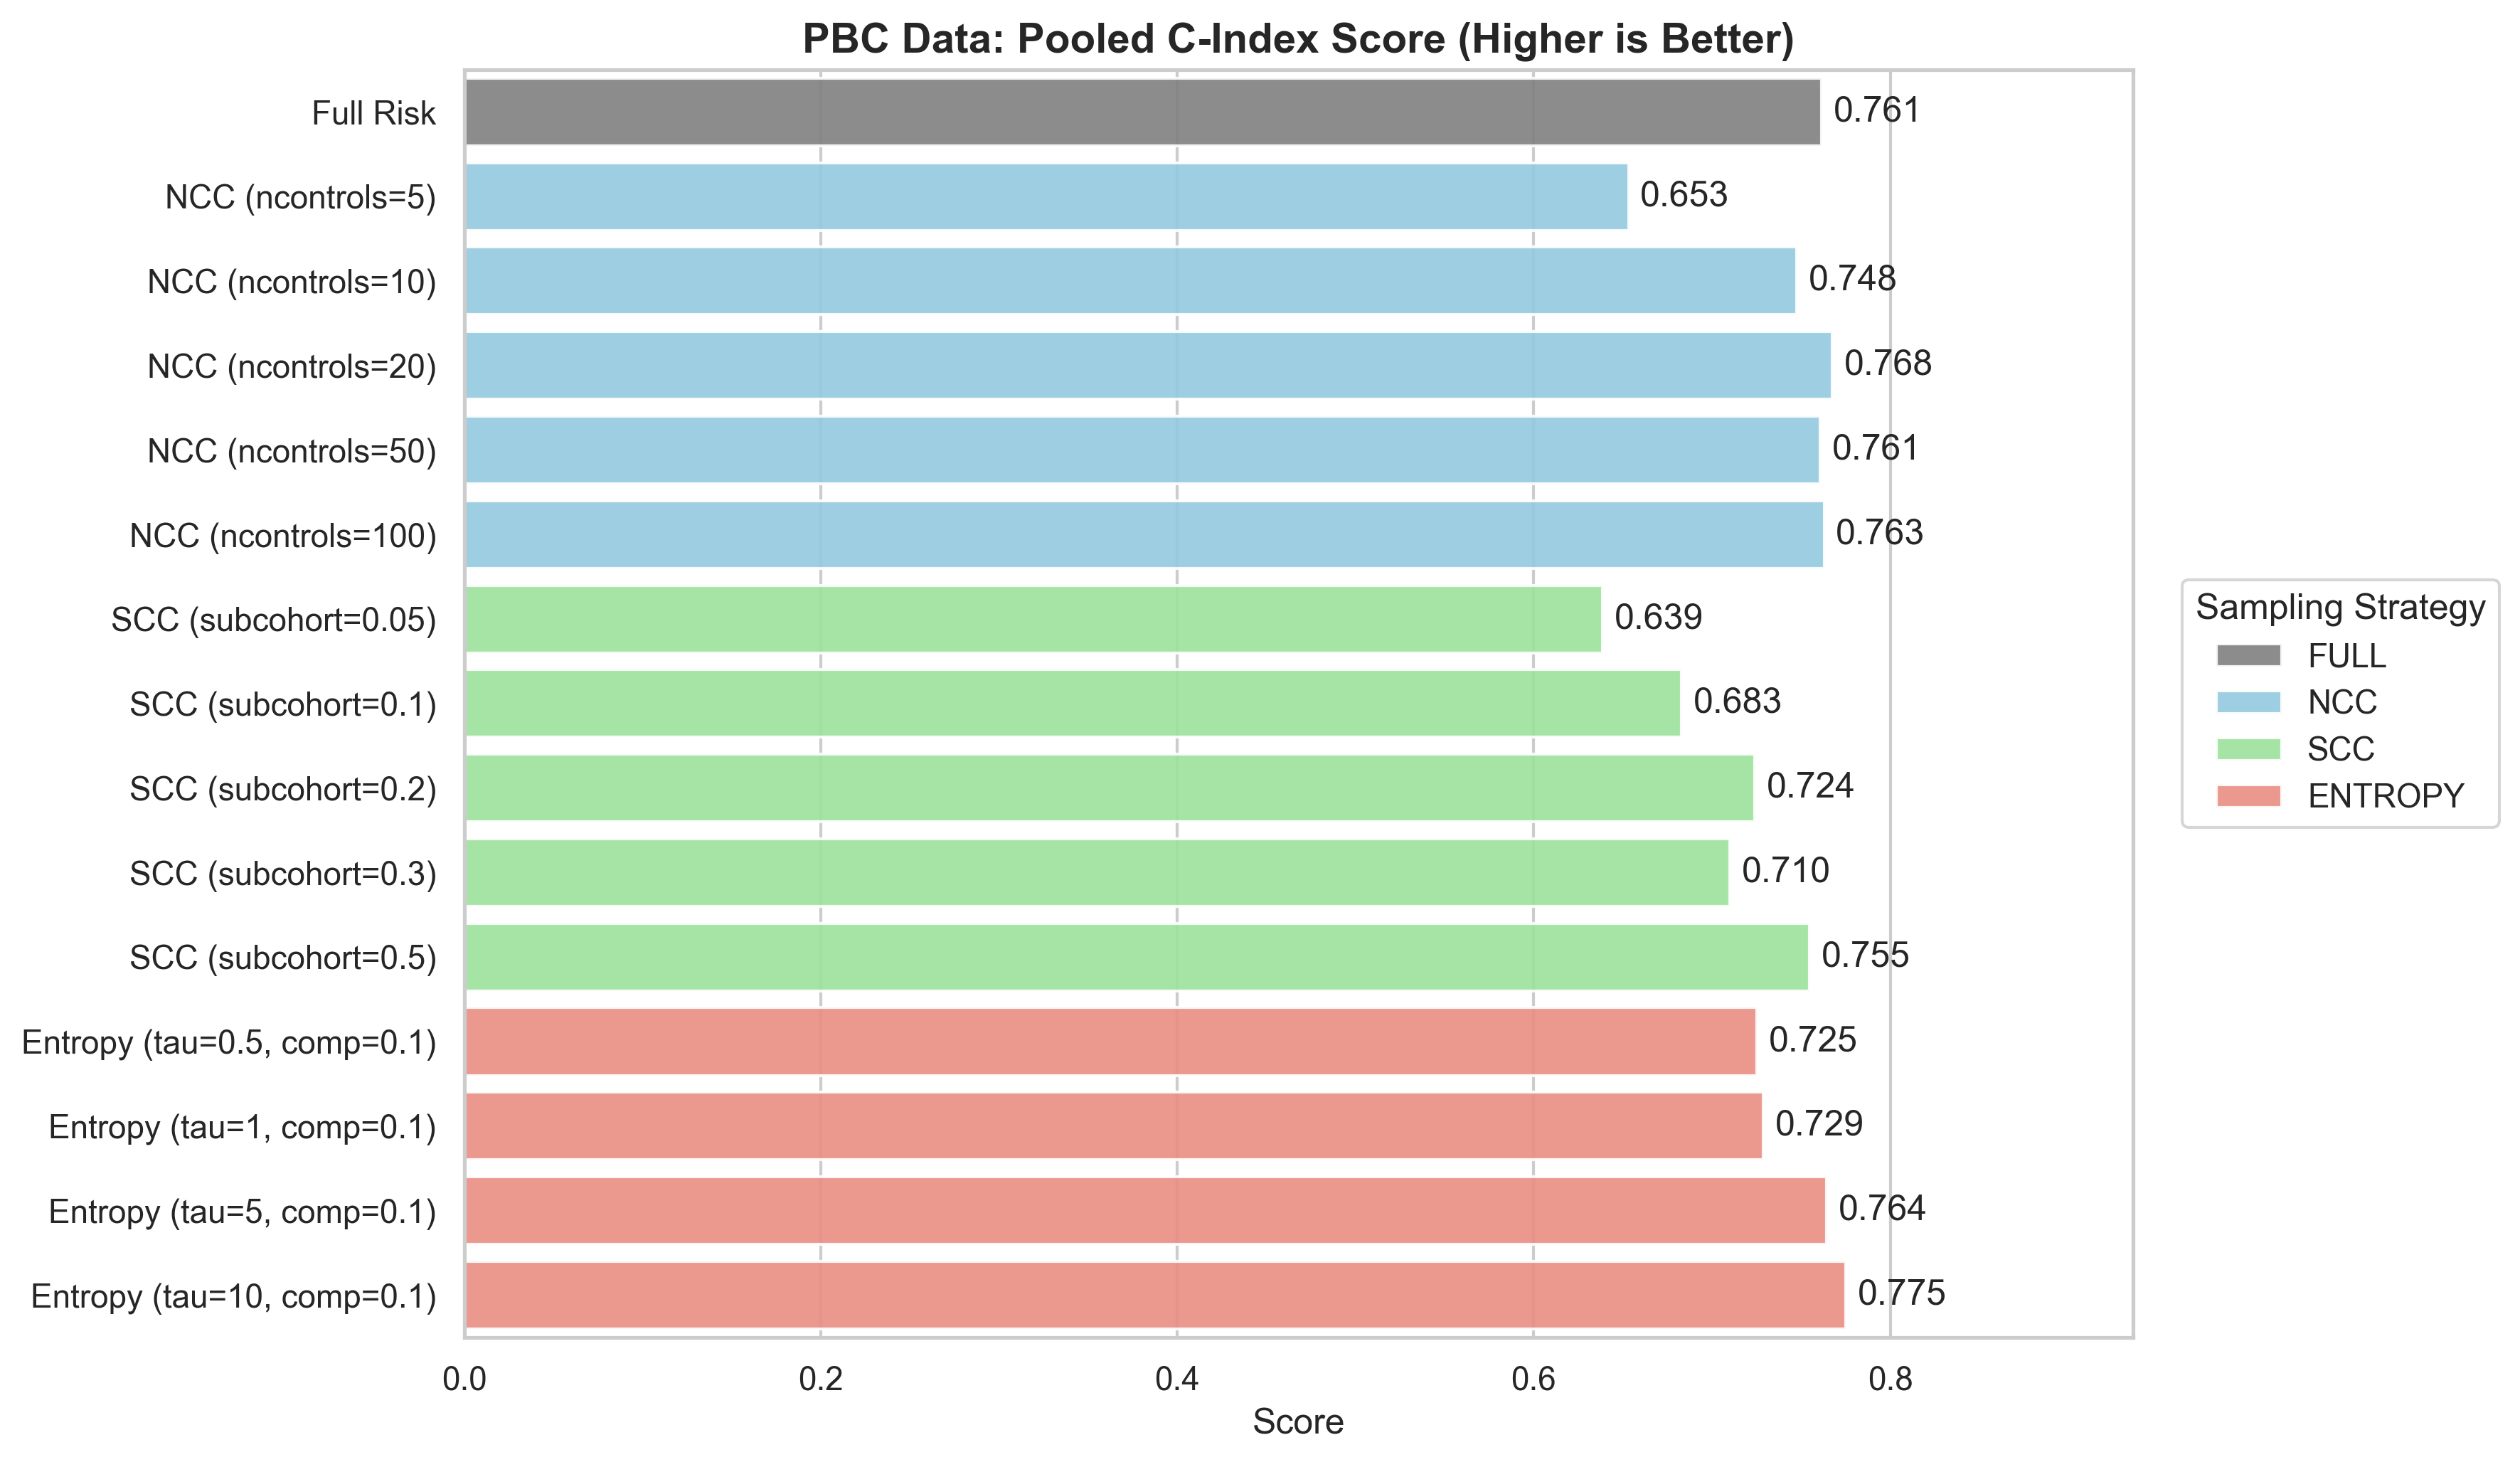 PBC Data: Pooled C-Index Score (Higher is Better)
Full Risk 0.761
NCC (ncontrols=5) 0.653
NCC (ncontrols=10) 0.748
NCC (ncontrols=20) 0.768
NCC (ncontrols=50) 0.761
NCC (ncontrols=100) 0.763
SCC (subcohort=0.05) 0.639
SCC (subcohort=0.1) 0.683
SCC (subcohort=0.2) 0.724
SCC (subcohort=0.3) 0.710
SCC (subcohort=0.5) 0.755
Entropy (tau=0.5, comp=0.1) 0.725
Entropy (tau=1, comp=0.1) 0.729
Entropy (tau=5, comp=0.1) 0.764
Entropy (tau=10, comp=0.1) 0.775
0.0 0.2 0.4 0.6 0.8
Score
Sampling Strategy
FULL
NCC
SCC
ENTROPY